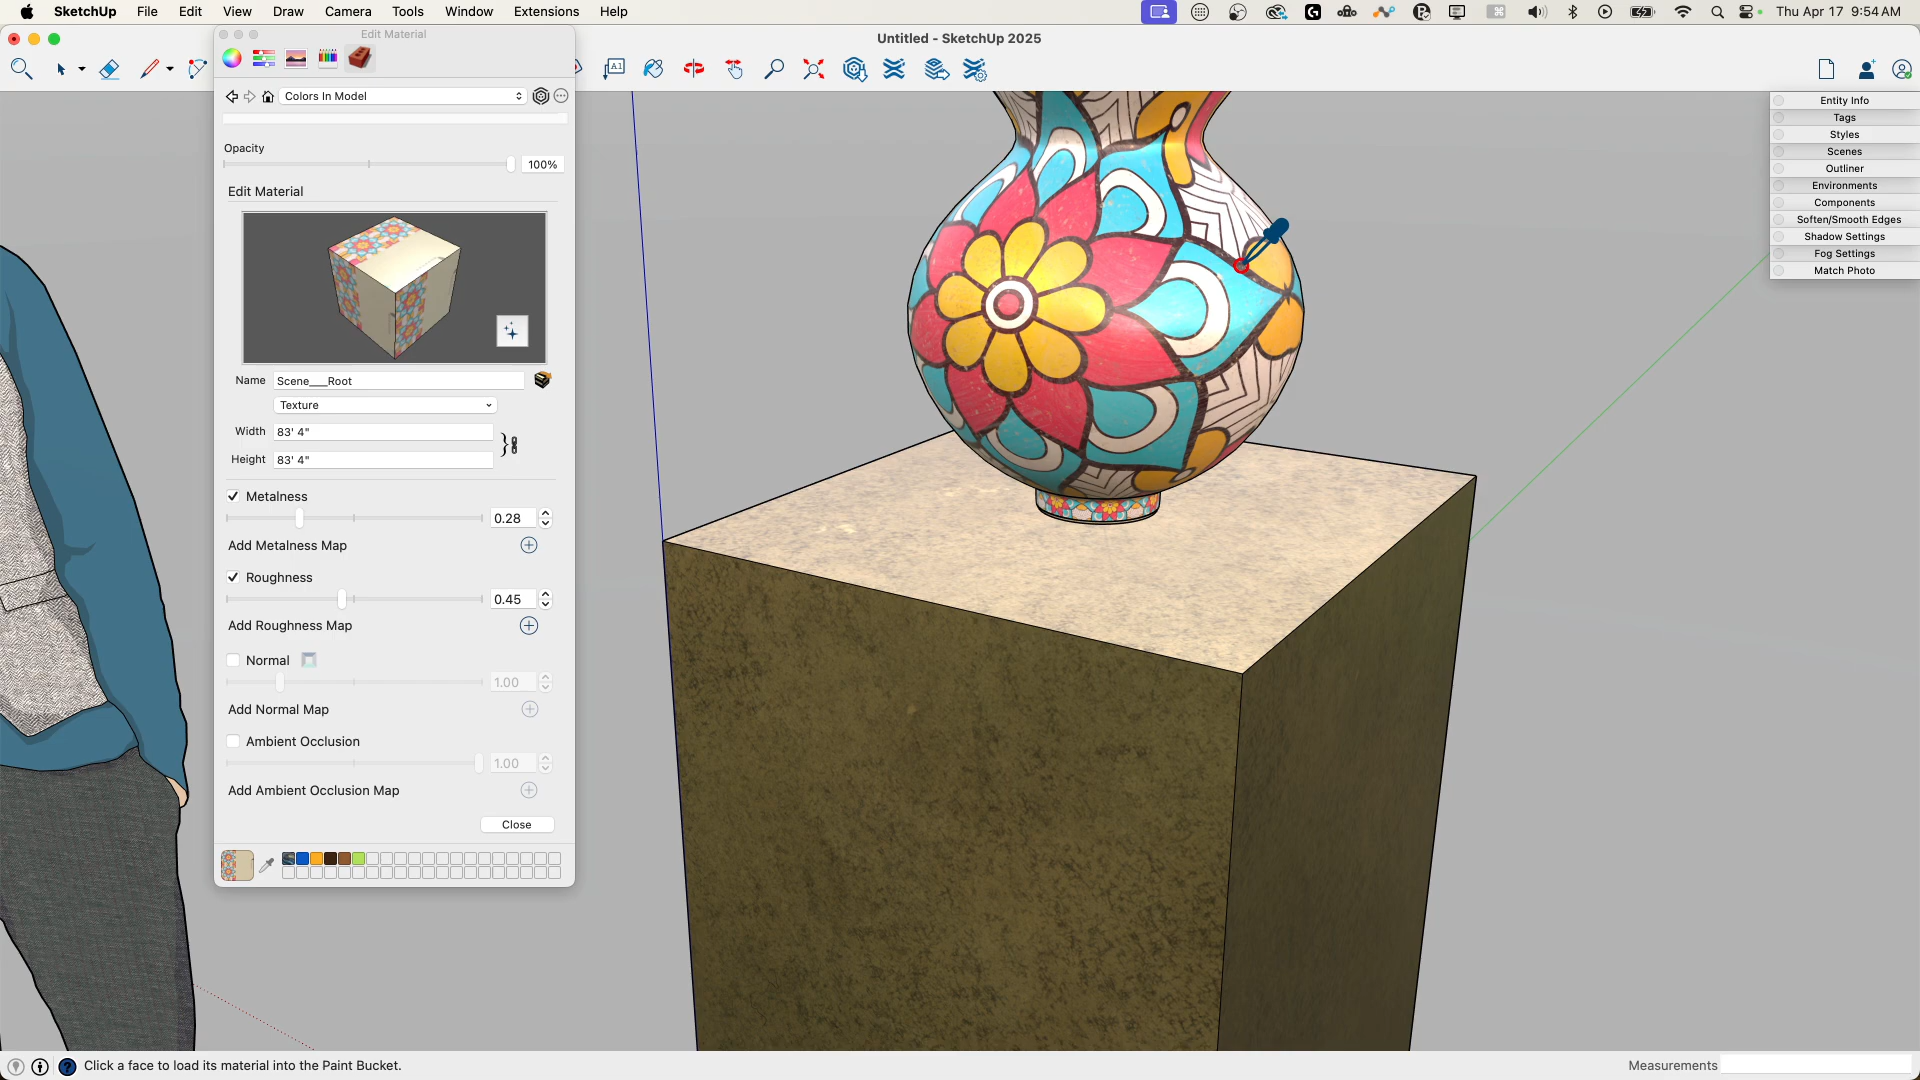 SketchUp File Edit View Draw Camera Tools Window Extensions Help Thu Apr 17 9:54 AM
Edit Material
Untitled - SketchUp 2025
A1
Colors In Model
Opacity
100%
Edit Material
Name Scene___Root
Texture
Width 83' 4"
Height 83' 4"
Metalness
0.28
Add Metalness Map
Roughness
0.45
Add Roughness Map
Normal
1.00
Add Normal Map
Ambient Occlusion
1.00
Add Ambient Occlusion Map
Close
Entity Info
Tags
Styles
Scenes
Outliner
Environments
Components
Soften/Smooth Edges
Shadow Settings
Fog Settings
Match Photo
Click a face to load its material into the Paint Bucket.
Measurements